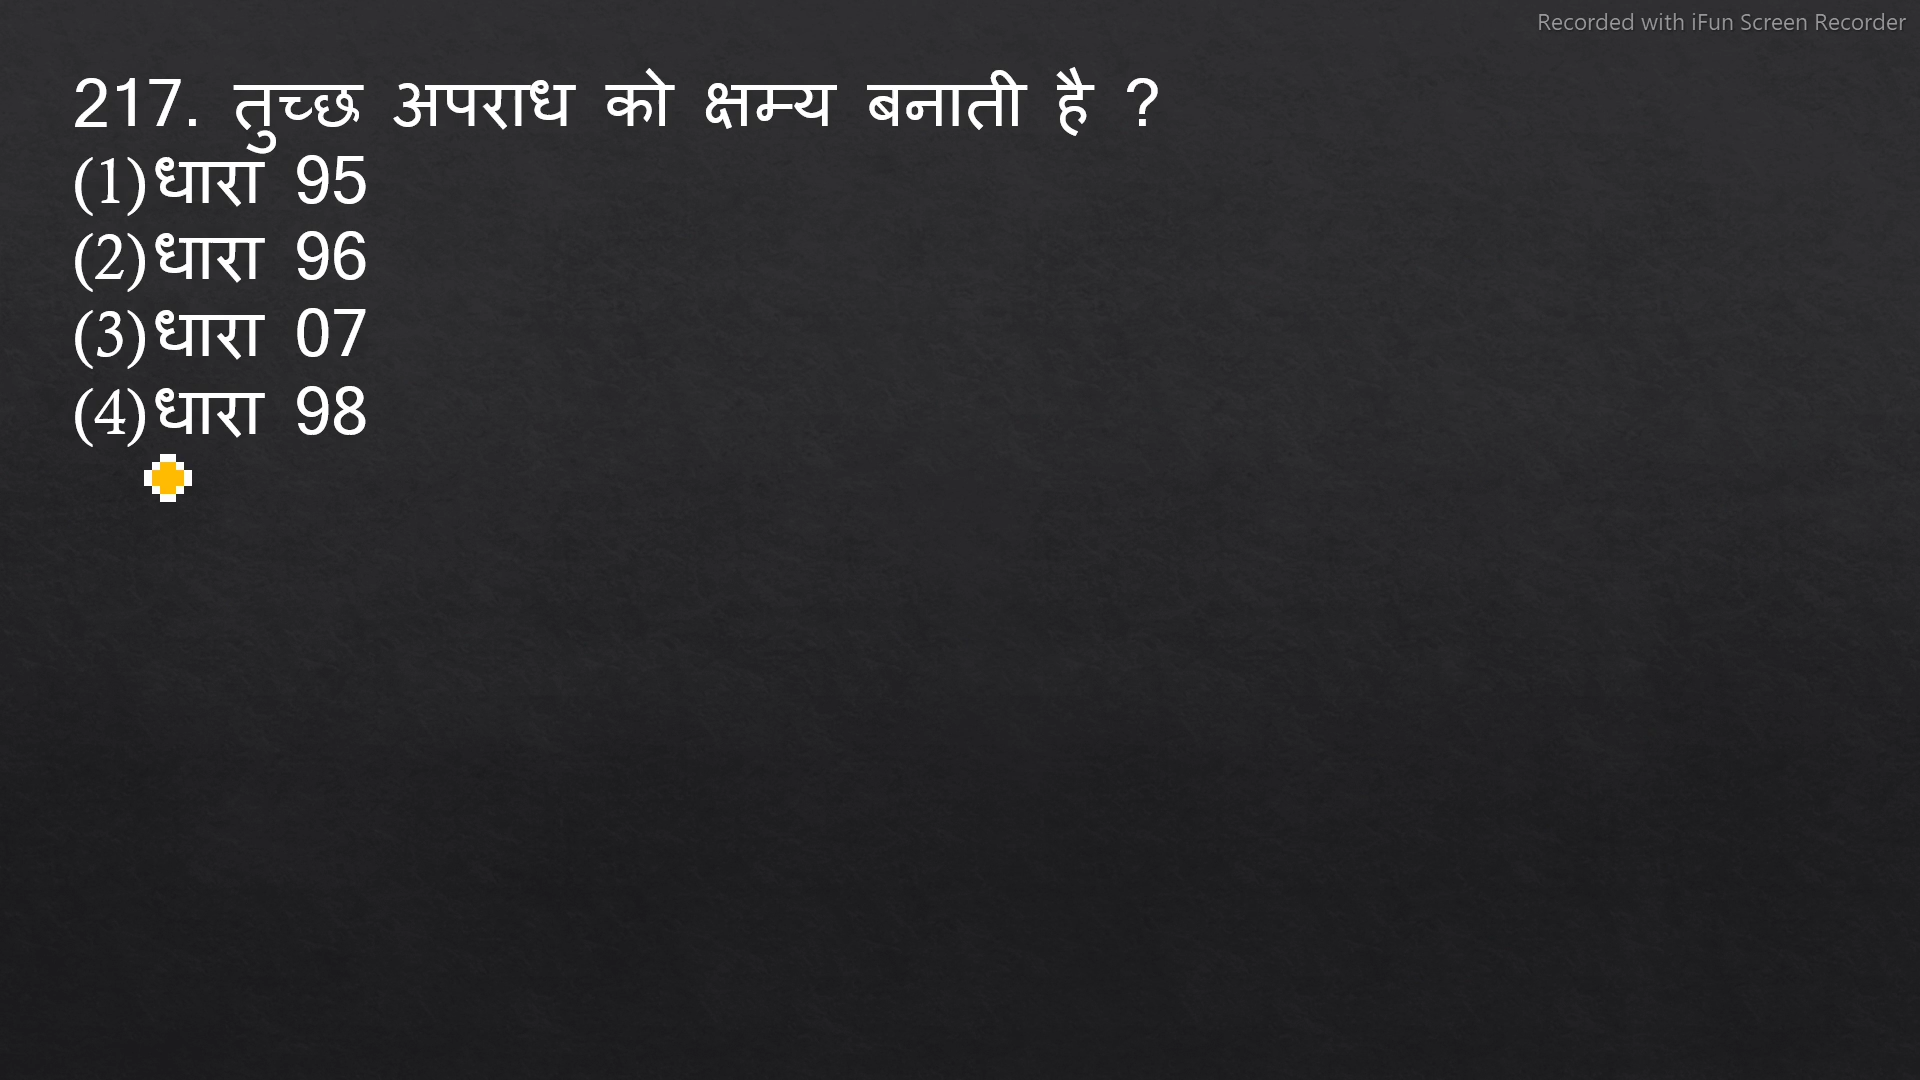 Recorded with iFun Screen Recorder
217. तुच्छ अपराध को क्षम्य बनाती है ?
(1)धारा 95
(2)धारा 96
(3)धारा 07
(4)धारा 98